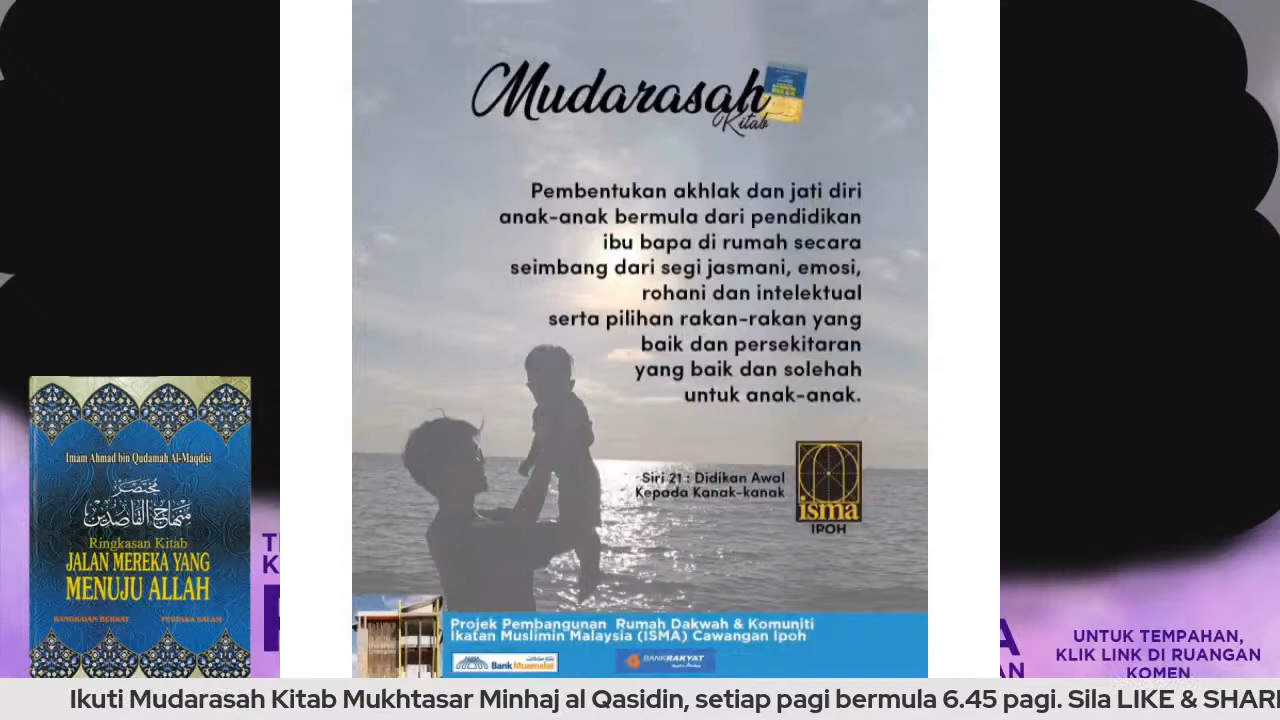 Mudarasah
Kitab
Pembentukan akhlak dan jati diri
anak-anak bermula dari pendidikan
ibu bapa di rumah secara
seimbang dari segi jasmani, emosi,
rohani dan intelektual
serta pilihan rakan-rakan yang
baik dan persekitaran
yang baik dan solehah
untuk anak-anak.
Siri 21 : Didikan Awal
Kepada Kanak-kanak
isma
IPOH
Imam Ahmad bin Qudamah Al-Maqdisi
مختصر
منهاج القاصدين
Ringkasan Kitab
JALAN MEREKA YANG
MENUJU ALLAH
RANGKAIAN BERKAT PUSTAKA SALAM
Projek Pembangunan Rumah Dakwah & Komuniti
Ikatan Muslimin Malaysia (ISMA) Cawangan Ipoh
Bank Muamalat
BANK RAKYAT
UNTUK TEMPAHAN,
KLIK LINK DI RUANGAN
KOMEN
Ikuti Mudarasah Kitab Mukhtasar Minhaj al Qasidin, setiap pagi bermula 6.45 pagi. Sila LIKE & SHAR